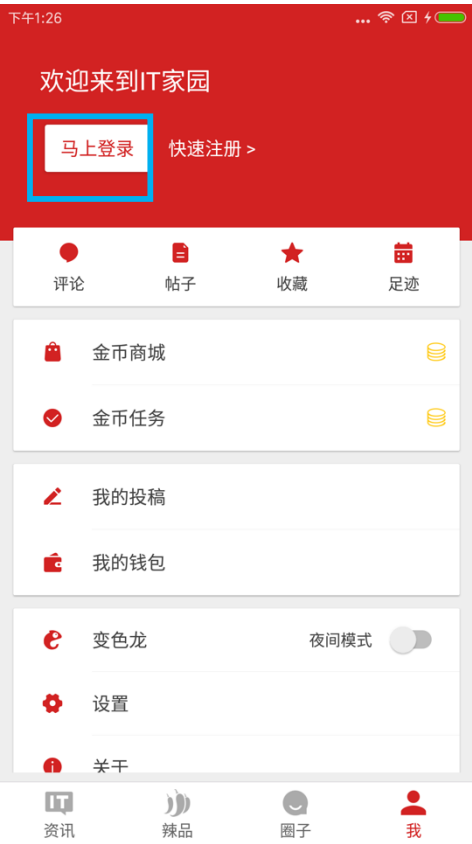 下午1:26
欢迎来到IT家园
马上登录 快速注册 >
评论 帖子 收藏 足迹
金币商城
金币任务
我的投稿
我的钱包
变色龙 夜间模式
设置
关于
IT
资讯 辣品 圈子 我